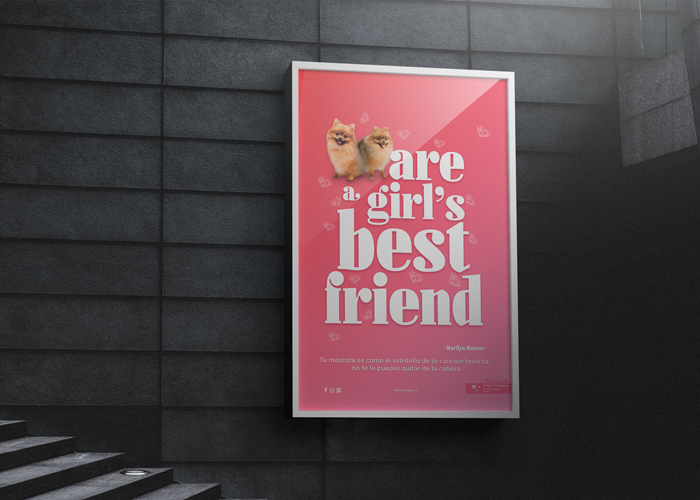 are
a girl's
best
friend
-Marilyn Monroe
Tu mascota es como el estribillo de tu canción favorita,
no te la puedes quitar de la cabeza